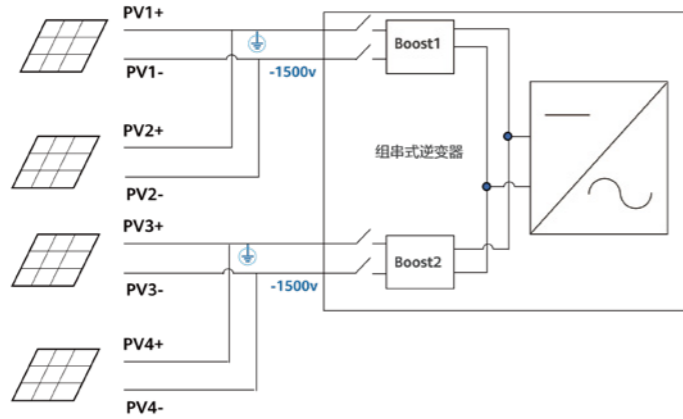 PV1+
Boost1
PV1-
-1500v
PV2+
组串式逆变器
PV2-
PV3+
Boost2
PV3-
-1500v
PV4+
PV4-